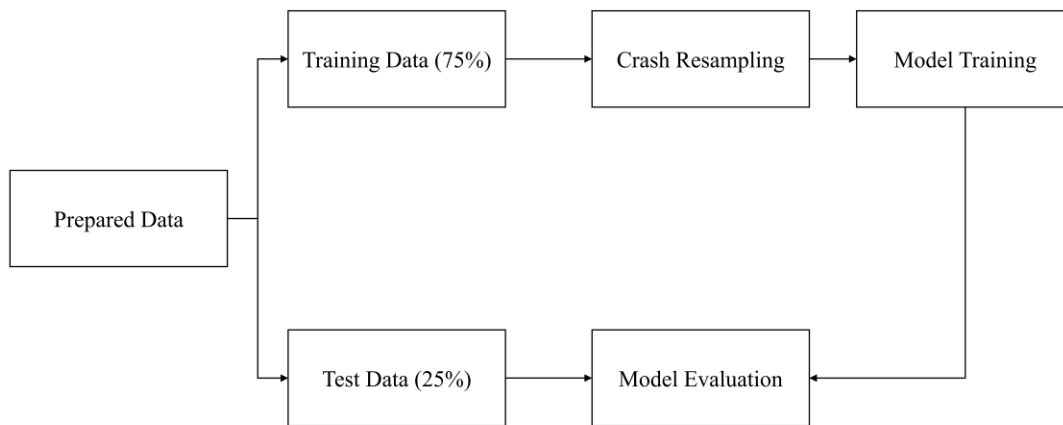 Training Data (75%)
Crash Resampling
Model Training
Prepared Data
Test Data (25%)
Model Evaluation